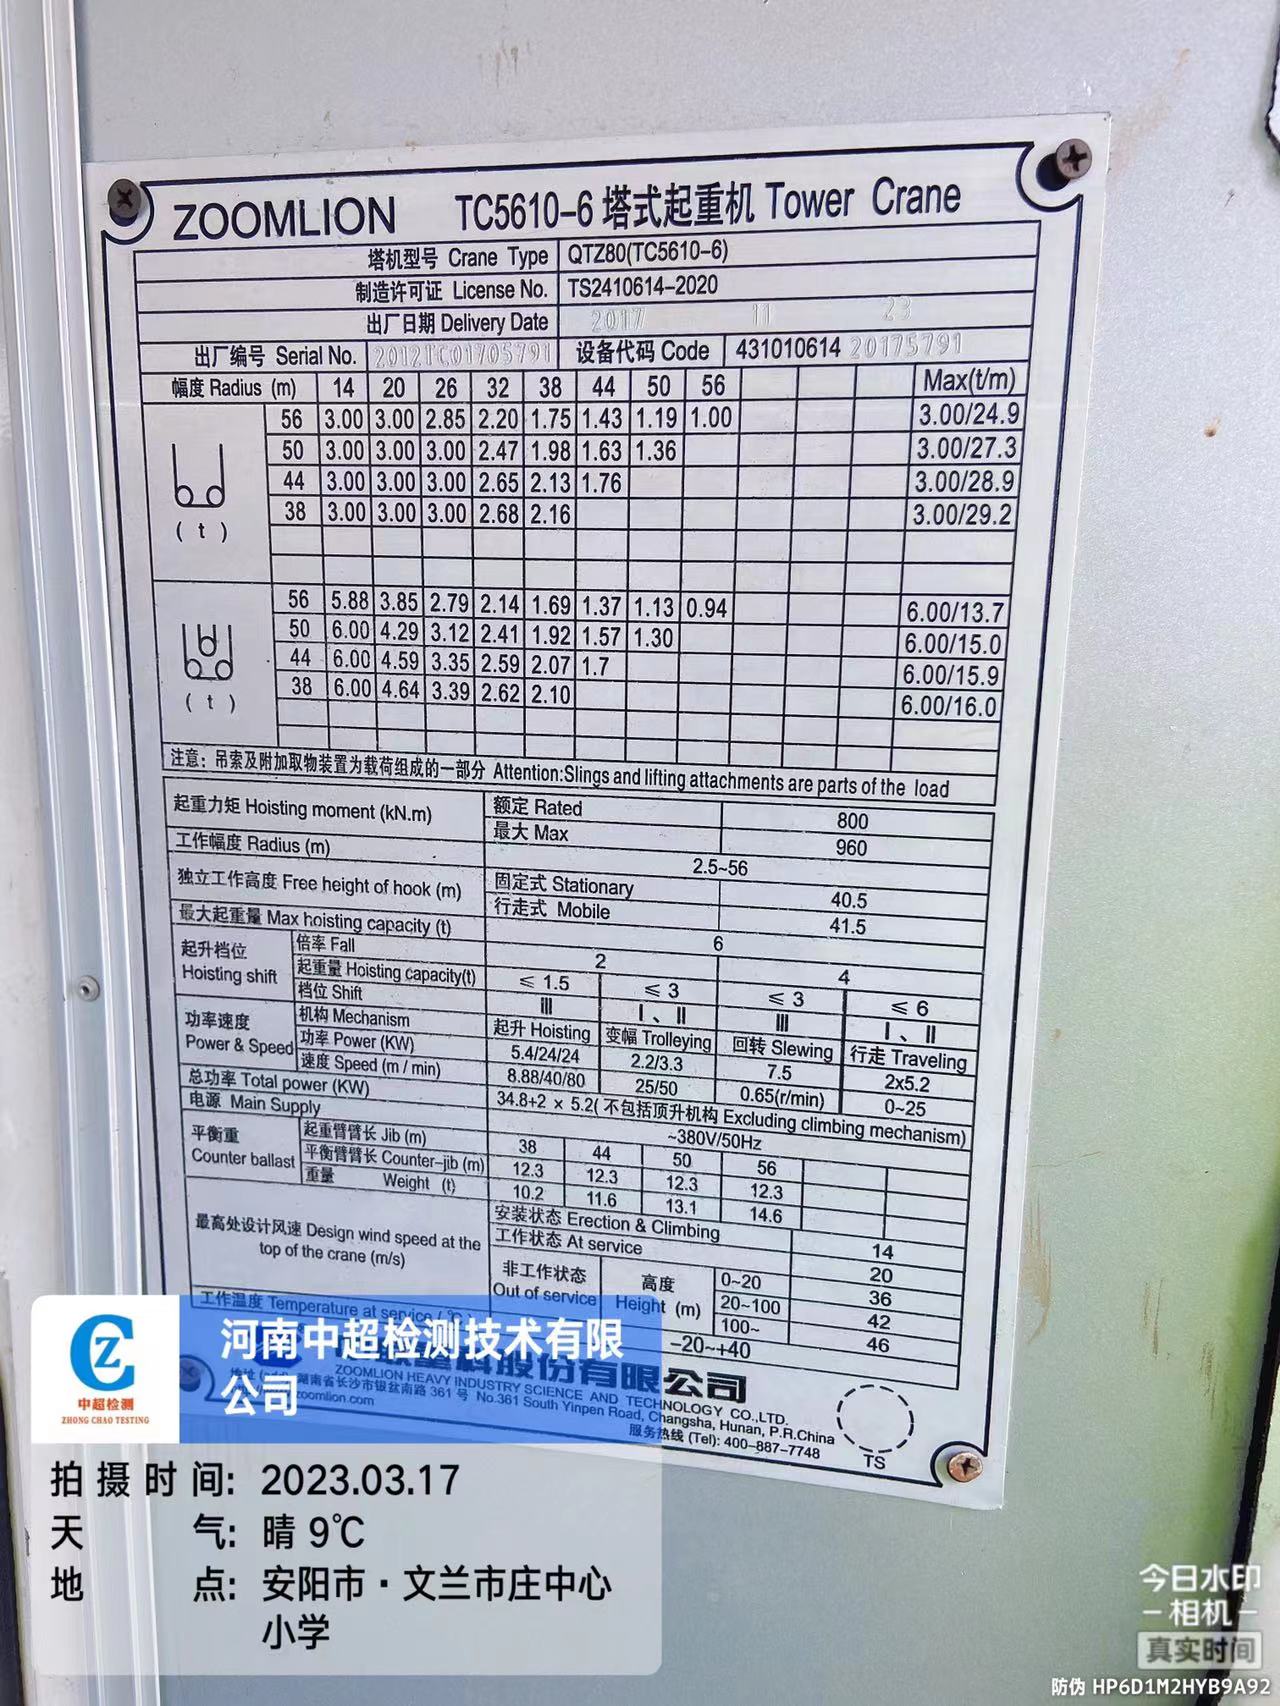 ZOOMLION TC5610-6 塔式起重机 Tower Crane
塔机型号 Crane Type QTZ80(TC5610-6)
制造许可证 License No. TS2410614-2020
出厂日期 Delivery Date 2017 11 23
出厂编号 Serial No. 2012TC01705791 设备代码 Code 431010614 20175791
幅度 Radius (m) 14 20 26 32 38 44 50 56 Max(t/m)
56 3.00 3.00 2.85 2.20 1.75 1.43 1.19 1.00 3.00/24.9
50 3.00 3.00 3.00 2.47 1.98 1.63 1.36 3.00/27.3
44 3.00 3.00 3.00 2.65 2.13 1.76 3.00/28.9
38 3.00 3.00 3.00 2.68 2.16 3.00/29.2
( t )
56 5.88 3.85 2.79 2.14 1.69 1.37 1.13 0.94 6.00/13.7
50 6.00 4.29 3.12 2.41 1.92 1.57 1.30 6.00/15.0
44 6.00 4.59 3.35 2.59 2.07 1.7 6.00/15.9
38 6.00 4.64 3.39 2.62 2.10 6.00/16.0
( t )
注意：吊索及附加取物装置为载荷组成的一部分 Attention:Slings and lifting attachments are parts of the load
起重力矩 Hoisting moment (kN.m) 额定 Rated 800
最大 Max 960
工作幅度 Radius (m) 2.5~56
独立工作高度 Free height of hook (m) 固定式 Stationary 40.5
行走式 Mobile 41.5
最大起重量 Max hoisting capacity (t) 6
起升档位 Hoisting shift 倍率 Fall 2 4
起重量 Hoisting capacity(t) ≤ 1.5 ≤ 3 ≤ 3 ≤ 6
档位 Shift Ⅲ Ⅰ、Ⅱ Ⅲ Ⅰ、Ⅱ
功率速度 Power & Speed 机构 Mechanism 起升 Hoisting 变幅 Trolleying 回转 Slewing 行走 Traveling
功率 Power (KW) 5.4/24/24 2.2/3.3 7.5 2x5.2
速度 Speed (m / min) 8.88/40/80 25/50 0.65(r/min) 0~25
总功率 Total power (KW) 34.8+2 x 5.2( 不包括顶升机构 Excluding climbing mechanism)
电源 Main Supply ~380V/50Hz
平衡重 Counter ballast 起重臂臂长 Jib (m) 38 44 50 56
平衡臂臂长 Counter-jib (m) 12.3 12.3 12.3 12.3
重量 Weight (t) 10.2 11.6 13.1 14.6
最高处设计风速 Design wind speed at the top of the crane (m/s) 安装状态 Erection & Climbing 14
工作状态 At service 20
非工作状态 Out of service 高度 Height (m) 0~20 36
20~100 42
100~ 46
工作温度 Temperature at service (℃) -20~+40
重科股份有限公司
ZOOMLION HEAVY INDUSTRY SCIENCE AND TECHNOLOGY CO.,LTD.
湖南省长沙市银盆南路 361 号 No.361 South Yinpen Road, Changsha, Hunan, P.R.China
zoomlion.com 服务热线 (Tel): 400-887-7748
TS
中超检测
ZHONG CHAO TESTING
河南中超检测技术有限
公司
拍摄时间: 2023.03.17
天气: 晴 9℃
地点: 安阳市·文兰市庄中心
小学
今日水印
-相机-
真实时间
防伪 HP6D1M2HYB9A92